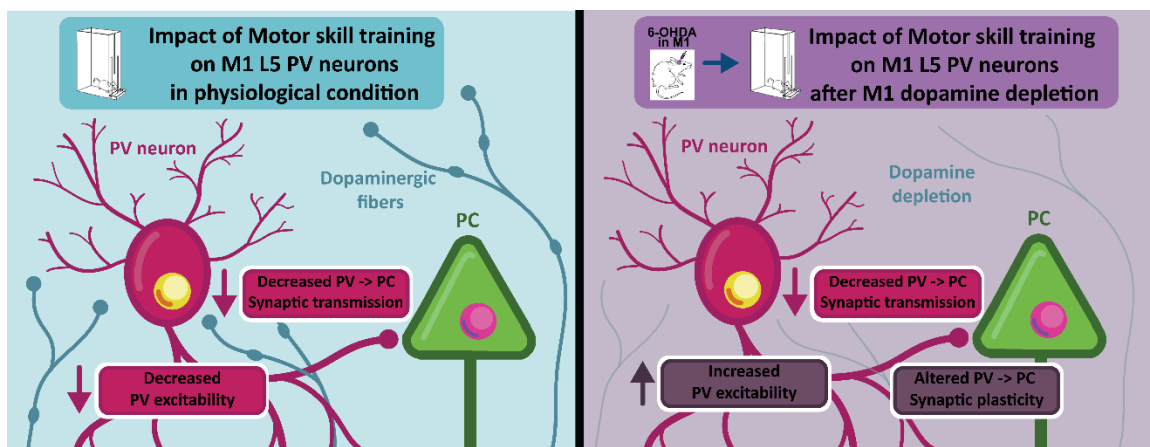 Impact of Motor skill training
on M1 L5 PV neurons
in physiological condition
PV neuron
Dopaminergic
fibers
PC
Decreased PV -> PC
Synaptic transmission
Decreased
PV excitability
6-OHDA
in M1
Impact of Motor skill training
on M1 L5 PV neurons
after M1 dopamine depletion
PV neuron
Dopamine
depletion
PC
Decreased PV -> PC
Synaptic transmission
Increased
PV excitability
Altered PV -> PC
Synaptic plasticity